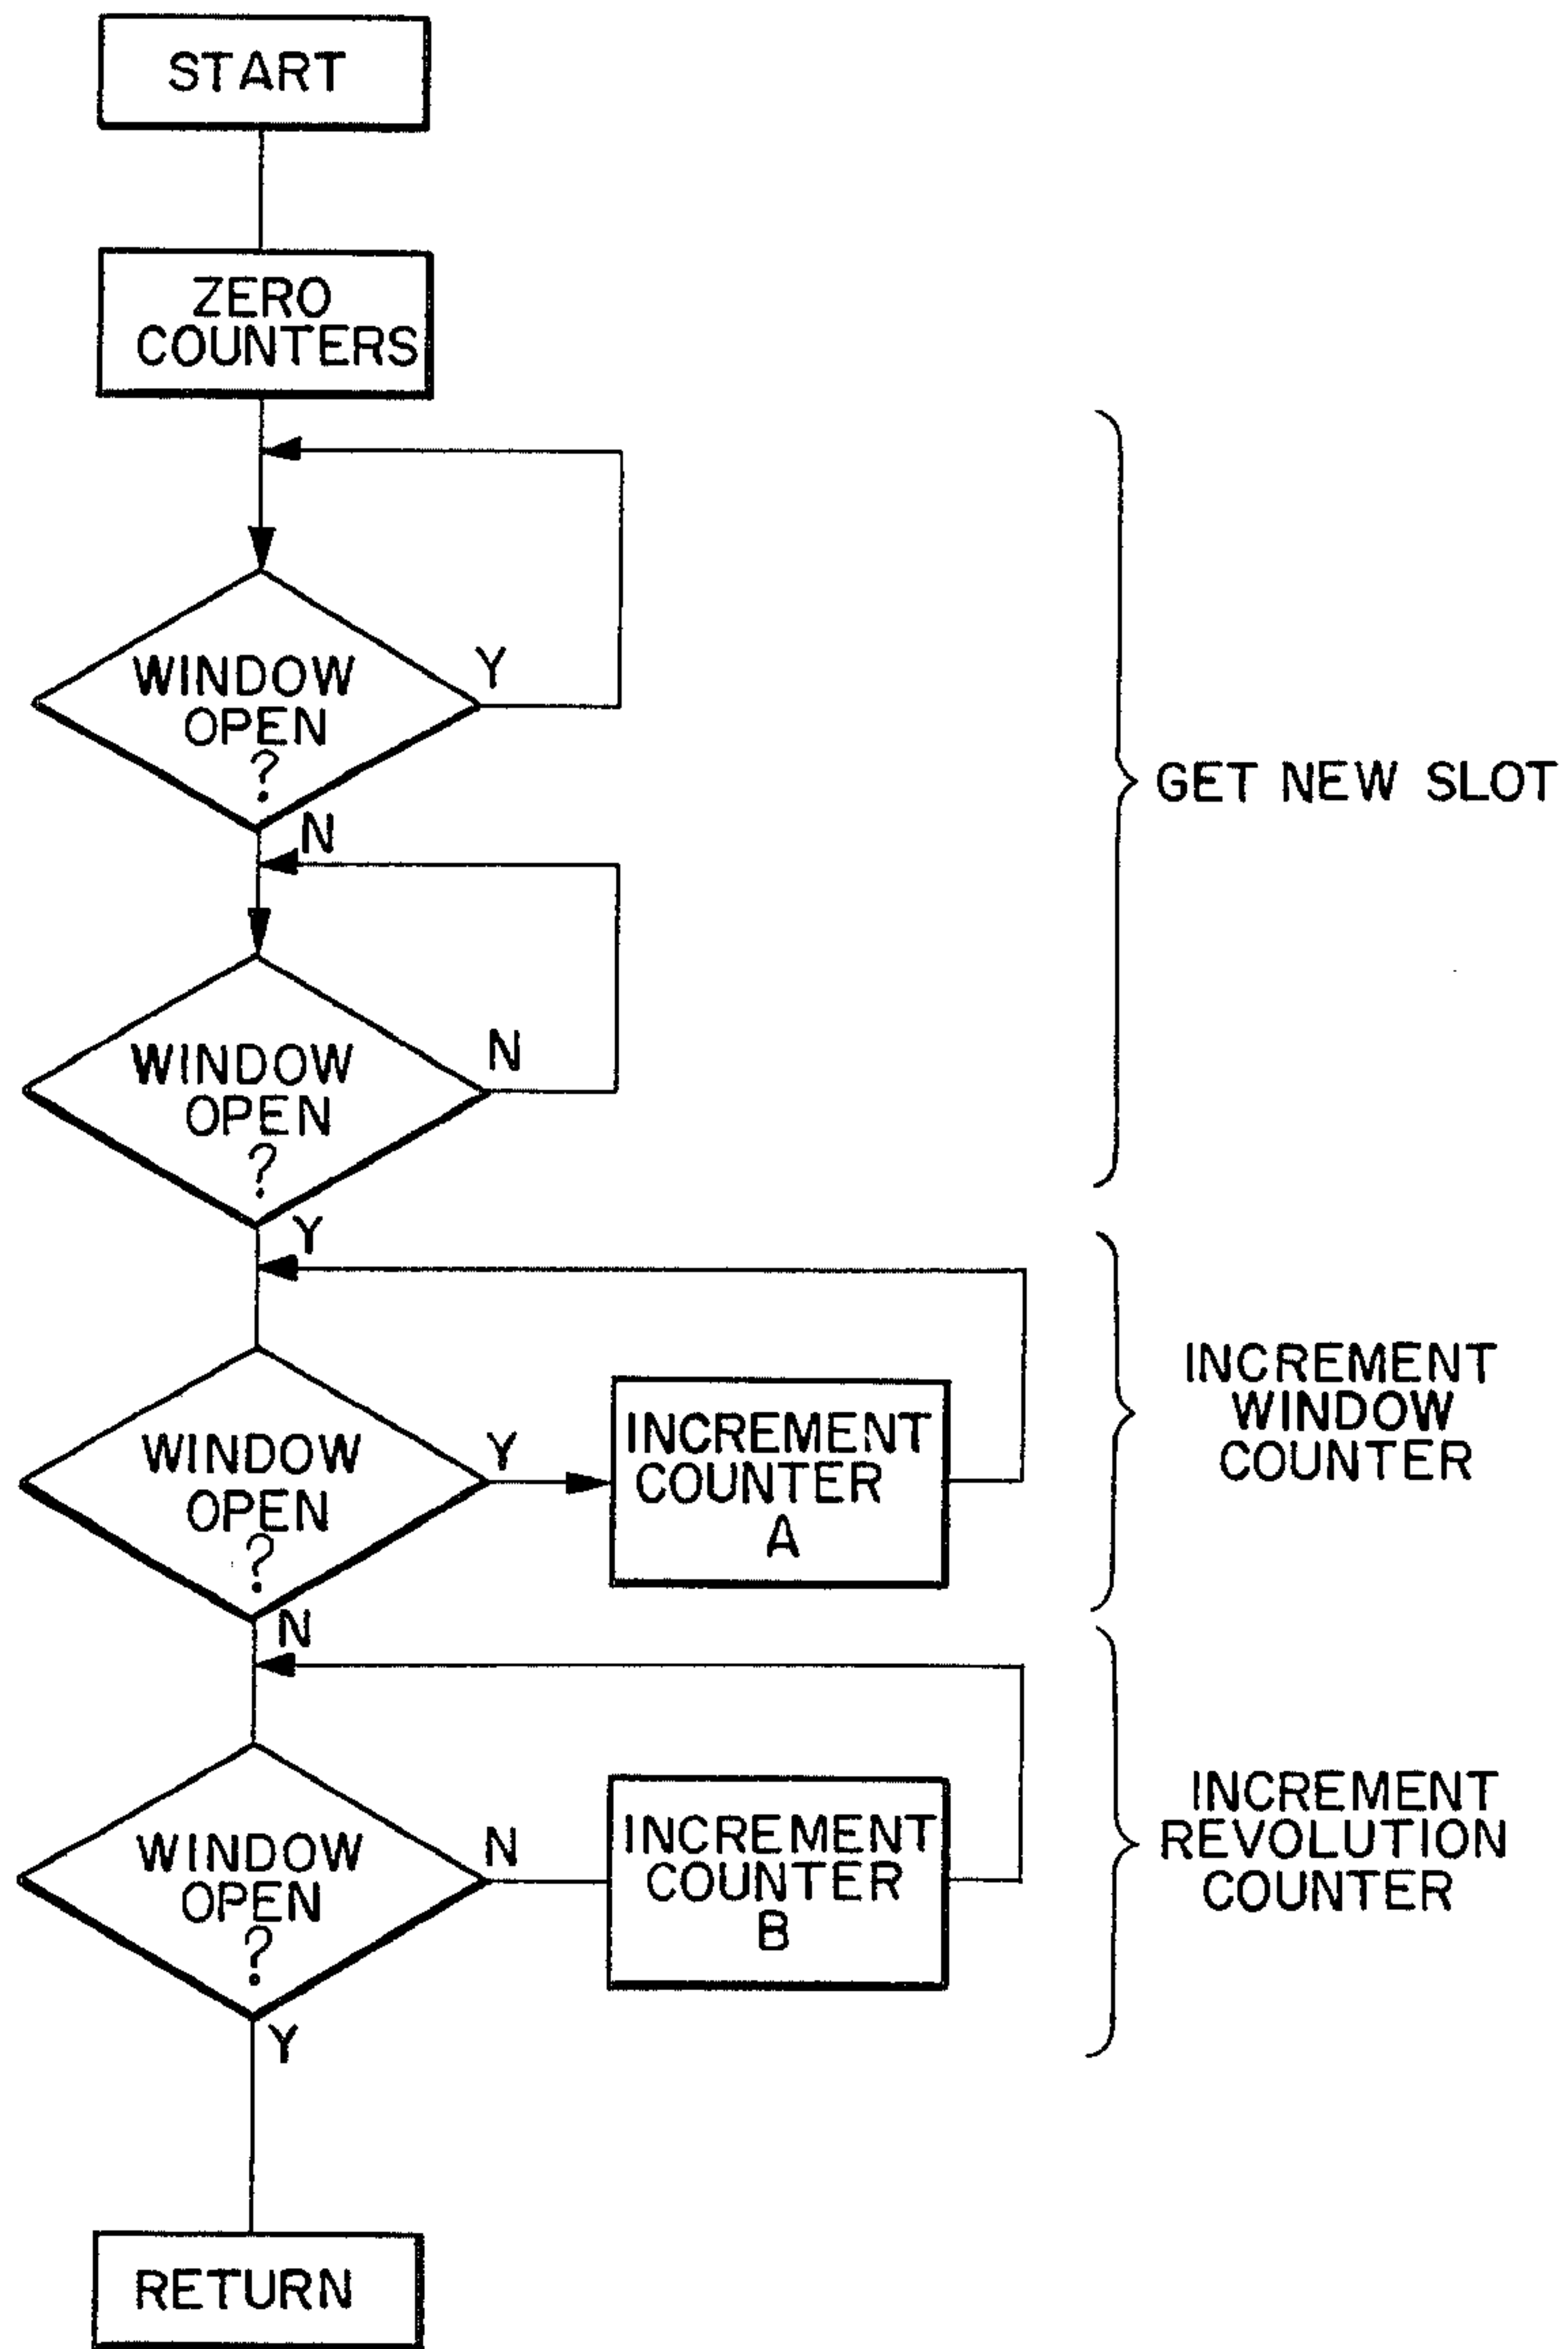 START
ZERO
COUNTERS
WINDOW
OPEN
?
Y
N
GET NEW SLOT
WINDOW
OPEN
?
N
Y
WINDOW
OPEN
?
Y
N
INCREMENT
COUNTER
A
INCREMENT
WINDOW
COUNTER
WINDOW
OPEN
?
N
Y
INCREMENT
COUNTER
B
INCREMENT
REVOLUTION
COUNTER
RETURN